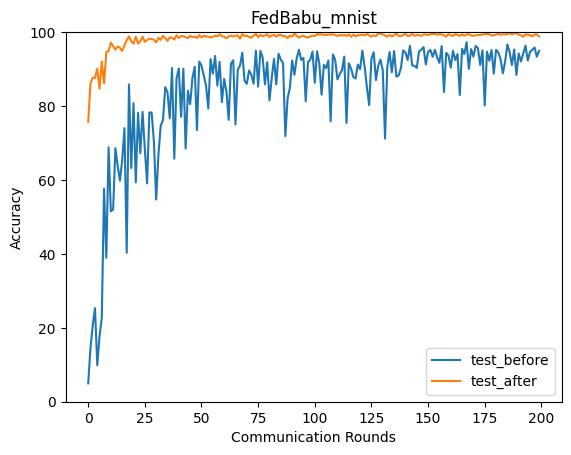 FedBabu_mnist
100
80
60
40
20
0
Accuracy
0 25 50 75 100 125 150 175 200
Communication Rounds
test_before
test_after